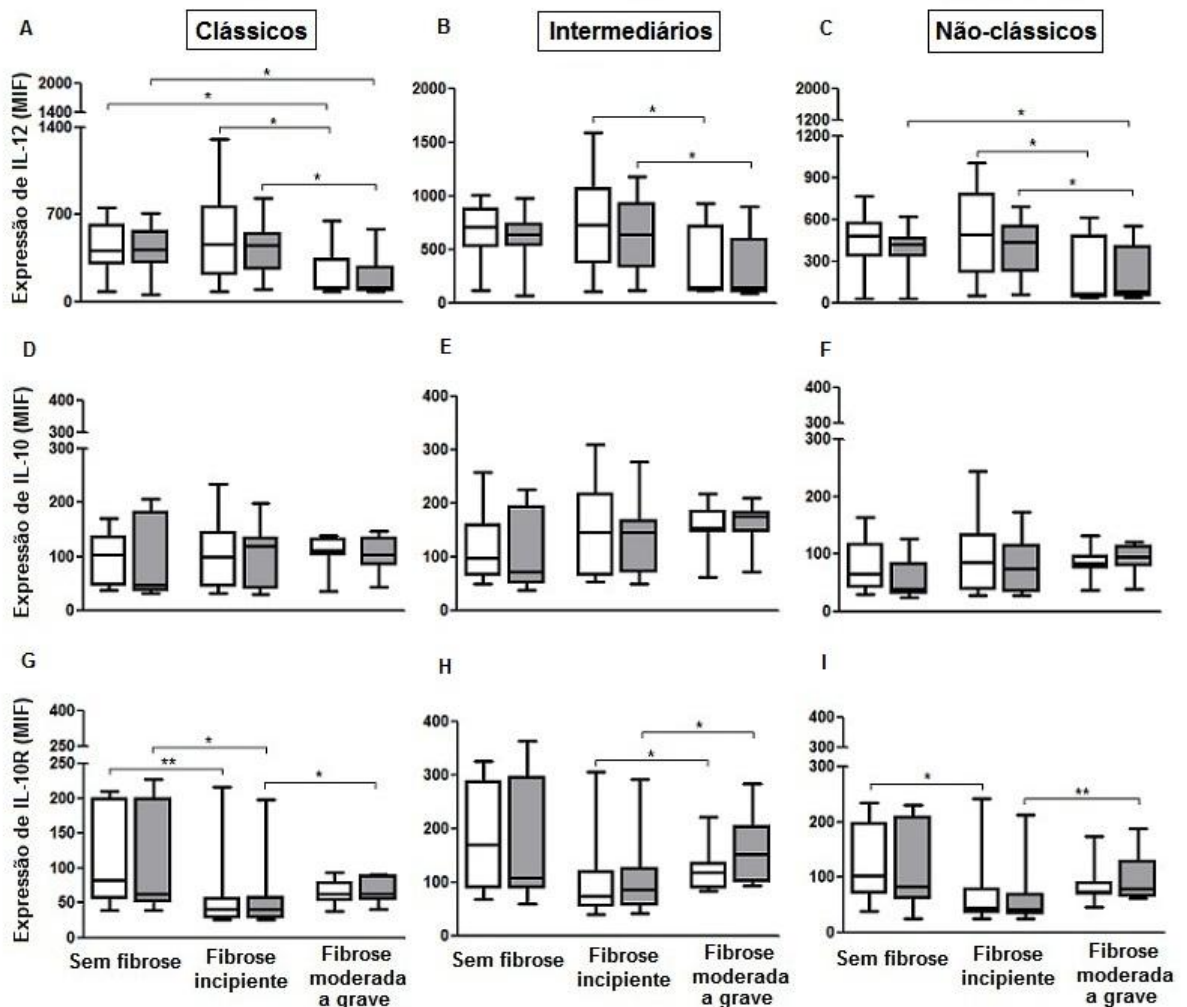 A
Clássicos
B
Intermediários
C
Não-clássicos
Expressão de IL-12 (MIF)
2000
1400
1400
700
0
*
*
*
*
2000
1500
1000
500
0
*
*
2000
1200
1200
900
600
300
0
*
*
*
D
E
F
Expressão de IL-10 (MIF)
400
300
300
200
100
0
400
300
200
100
0
400
300
300
200
100
0
G
H
I
Expressão de IL-10R (MIF)
400
250
250
200
150
100
50
0
**
*
*
400
300
200
100
0
*
*
400
300
200
100
0
*
**
Sem fibrose
Fibrose
incipiente
Fibrose
moderada
a grave
Sem fibrose
Fibrose
incipiente
Fibrose
moderada
a grave
Sem fibrose
Fibrose
incipiente
Fibrose
moderada
a grave